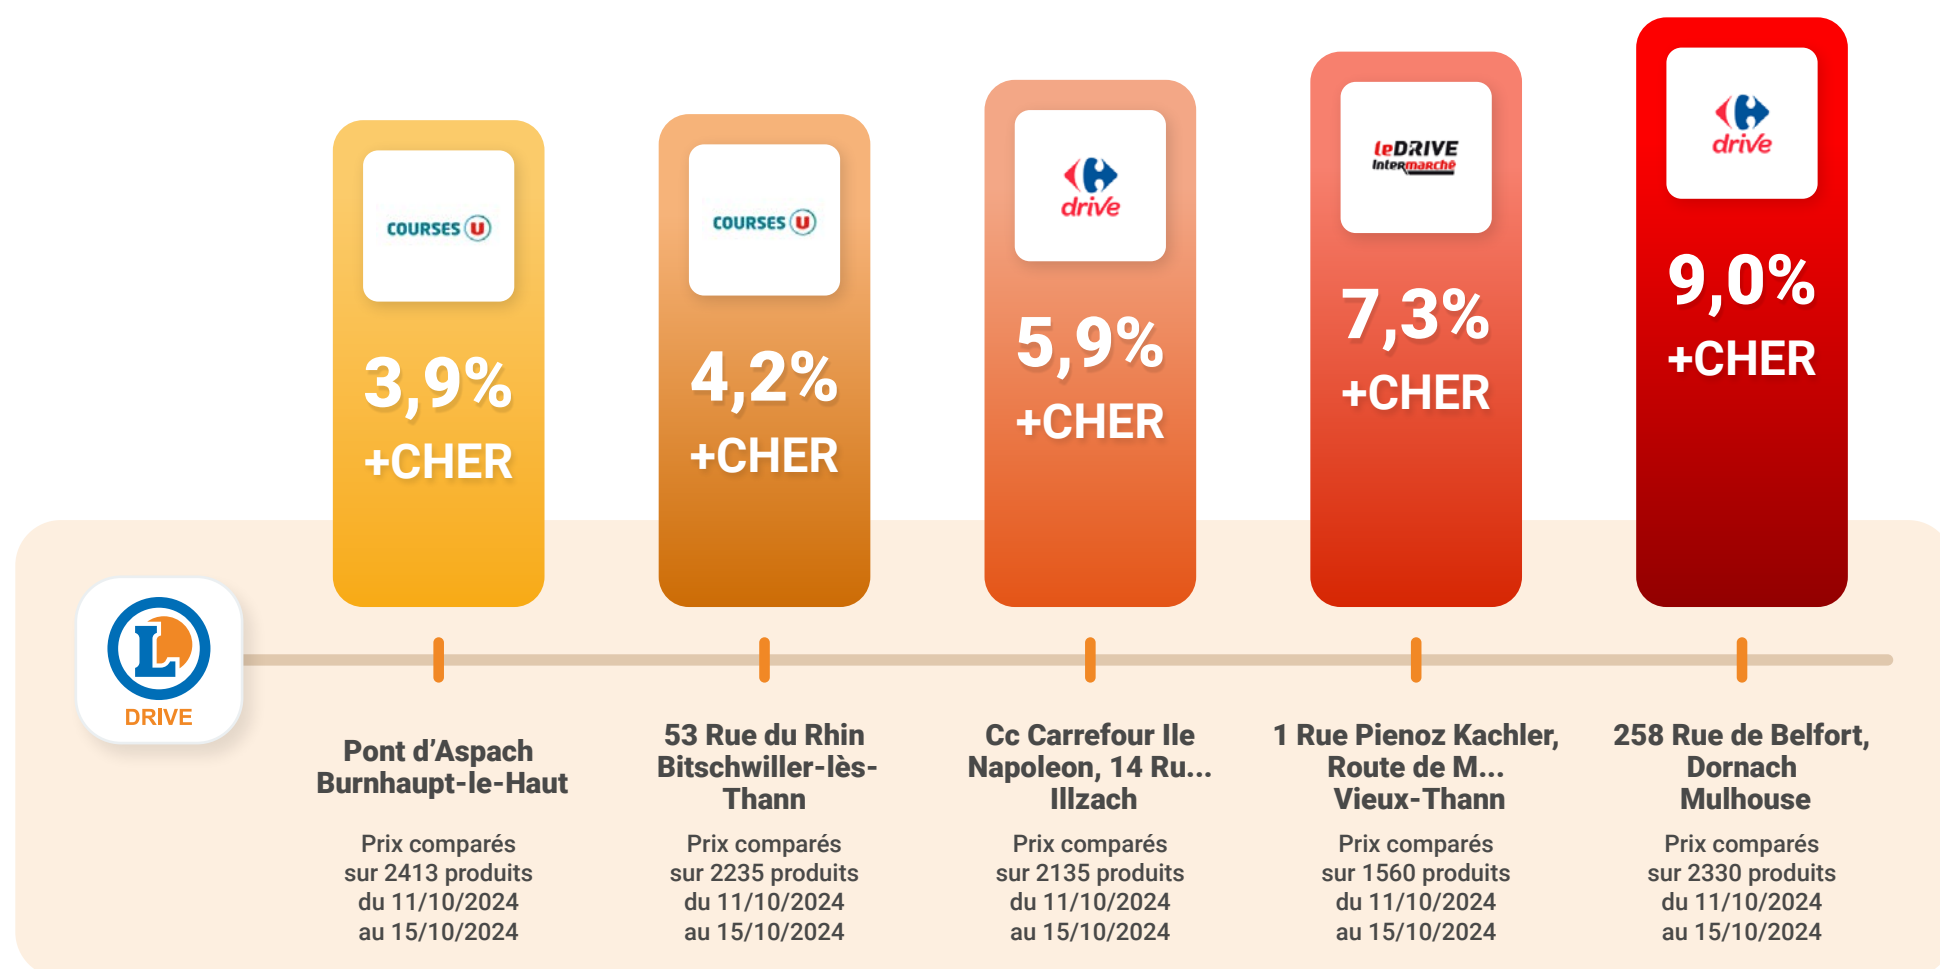 COURSES U
3,9%
+CHER
COURSES U
4,2%
+CHER
drive
5,9%
+CHER
leDRIVE
Intermarché
7,3%
+CHER
drive
9,0%
+CHER
L
DRIVE
Pont d’Aspach
Burnhaupt-le-Haut
Prix comparés
sur 2413 produits
du 11/10/2024
au 15/10/2024
53 Rue du Rhin
Bitschwiller-lès-
Thann
Prix comparés
sur 2235 produits
du 11/10/2024
au 15/10/2024
Cc Carrefour Ile
Napoleon, 14 Ru...
Illzach
Prix comparés
sur 2135 produits
du 11/10/2024
au 15/10/2024
1 Rue Pienoz Kachler,
Route de M...
Vieux-Thann
Prix comparés
sur 1560 produits
du 11/10/2024
au 15/10/2024
258 Rue de Belfort,
Dornach
Mulhouse
Prix comparés
sur 2330 produits
du 11/10/2024
au 15/10/2024